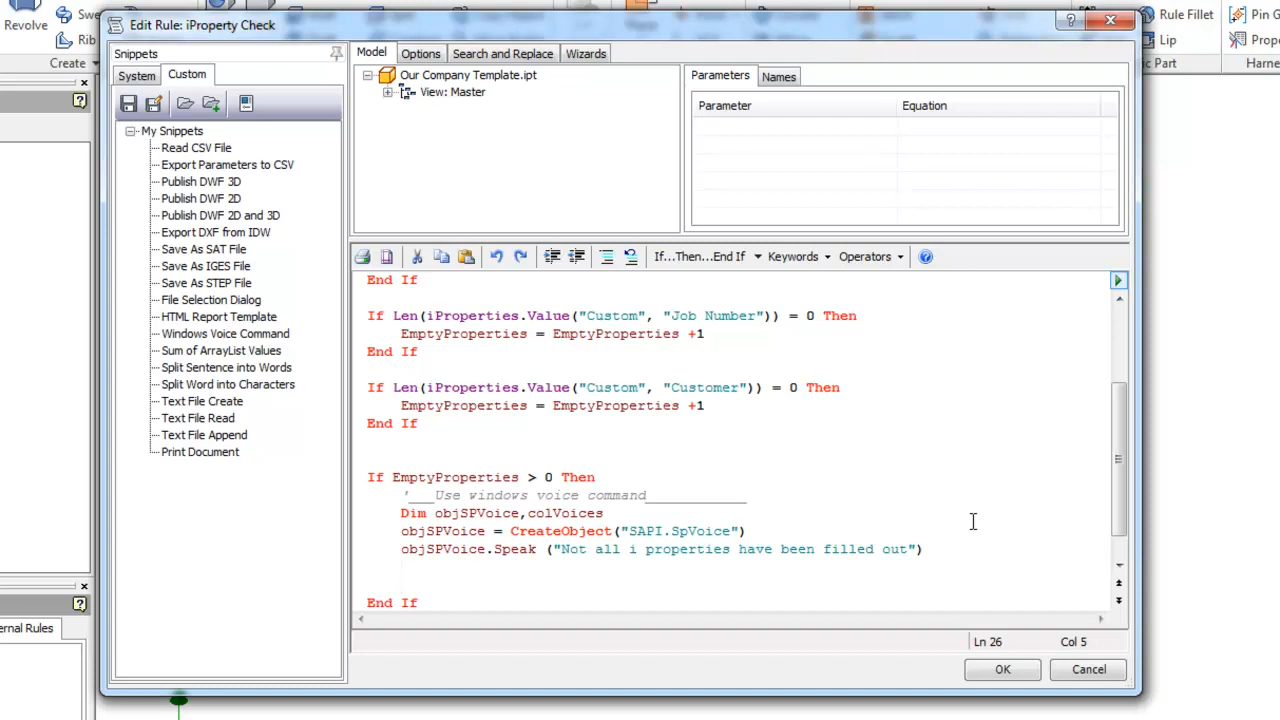 Edit Rule: iProperty Check
Revolve
Swe
Rib
Create
Rule Fillet
Lip
Pin G
Prope
ic Part
Harne
Snippets
System
Custom
My Snippets
Read CSV File
Export Parameters to CSV
Publish DWF 3D
Publish DWF 2D
Publish DWF 2D and 3D
Export DXF from IDW
Save As SAT File
Save As IGES File
Save As STEP File
File Selection Dialog
HTML Report Template
Windows Voice Command
Sum of ArrayList Values
Split Sentence into Words
Split Word into Characters
Text File Create
Text File Read
Text File Append
Print Document
Model
Options
Search and Replace
Wizards
Our Company Template.ipt
View: Master
Parameters
Names
Parameter
Equation
If...Then...End If
Keywords
Operators
End If
If Len(iProperties.Value("Custom", "Job Number")) = 0 Then
EmptyProperties = EmptyProperties +1
End If
If Len(iProperties.Value("Custom", "Customer")) = 0 Then
EmptyProperties = EmptyProperties +1
End If
If EmptyProperties > 0 Then
'___Use windows voice command____________
Dim objSPVoice,colVoices
objSPVoice = CreateObject("SAPI.SpVoice")
objSPVoice.Speak ("Not all i properties have been filled out")
End If
Ln 26
Col 5
OK
Cancel
ernal Rules